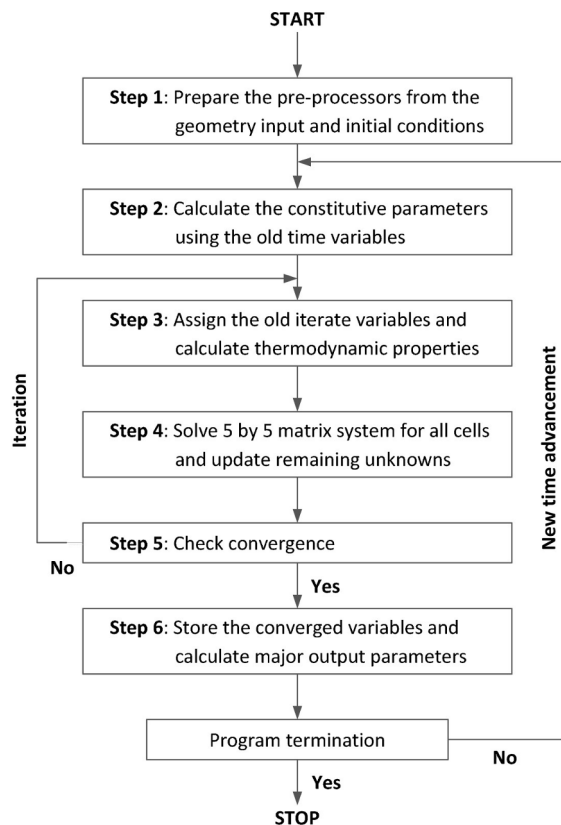 START
Step 1: Prepare the pre-processors from the
geometry input and initial conditions
Step 2: Calculate the constitutive parameters
using the old time variables
Step 3: Assign the old iterate variables and
calculate thermodynamic properties
Iteration
New time advancement
Step 4: Solve 5 by 5 matrix system for all cells
and update remaining unknowns
Step 5: Check convergence
No
Yes
Step 6: Store the converged variables and
calculate major output parameters
Program termination
No
Yes
STOP